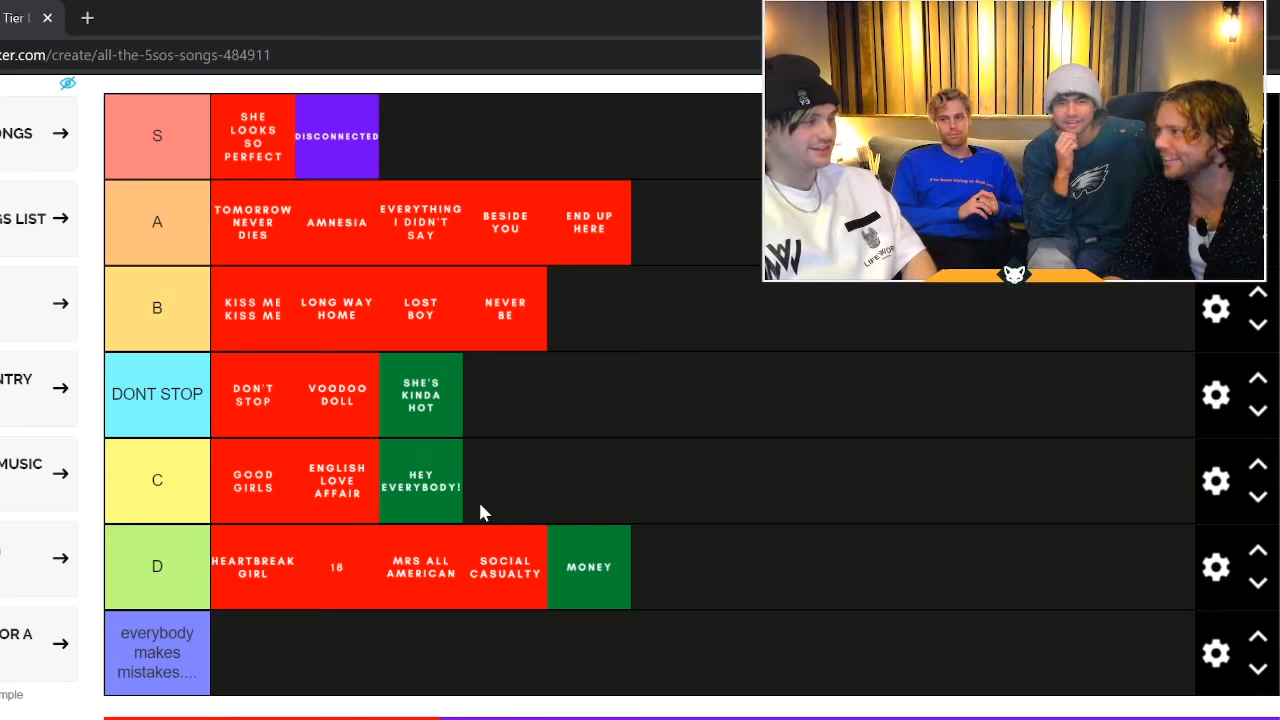 Tier
ker.com/create/all-the-5sos-songs-484911
ONGS
GS LIST
NTRY
MUSIC
OR A
mple
S
SHE
LOOKS
SO
PERFECT
DISCONNECTED
A
TOMORROW
NEVER
DIES
AMNESIA
EVERYTHING
I DIDN'T
SAY
BESIDE
YOU
END UP
HERE
B
KISS ME
KISS ME
LONG WAY
HOME
LOST
BOY
NEVER
BE
DONT STOP
DON'T
STOP
VOODOO
DOLL
SHE'S
KINDA
HOT
C
GOOD
GIRLS
ENGLISH
LOVE
AFFAIR
HEY
EVERYBODY!
D
HEARTBREAK
GIRL
18
MRS ALL
AMERICAN
SOCIAL
CASUALTY
MONEY
everybody
makes
mistakes....